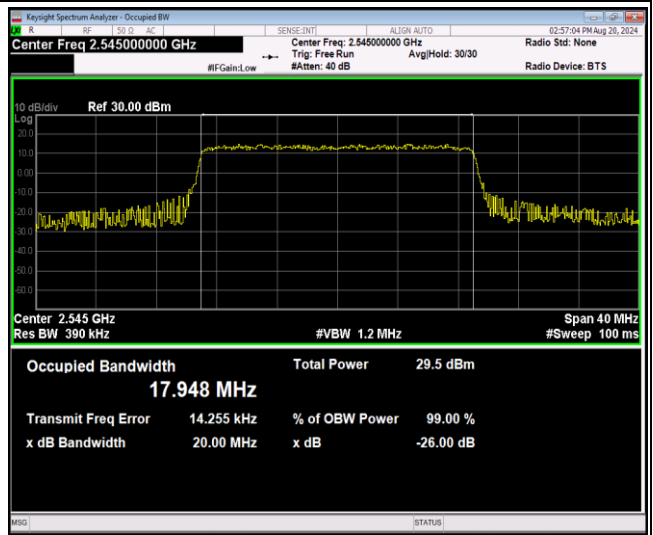 Keysight Spectrum Analyzer - Occupied BW
LXI R RF 50 Ω AC SENSE:INT ALIGN AUTO 02:57:04 PM Aug 20, 2024
Center Freq 2.545000000 GHz Center Freq: 2.545000000 GHz Radio Std: None
Trig: Free Run Avg|Hold: 30/30
#IFGain:Low #Atten: 40 dB Radio Device: BTS
10 dB/div Ref 30.00 dBm
Log
20.0
10.0
0.00
-10.0
-20.0
-30.0
-40.0
-50.0
-60.0
Center 2.545 GHz Span 40 MHz
Res BW 390 kHz #VBW 1.2 MHz #Sweep 100 ms
Occupied Bandwidth Total Power 29.5 dBm
17.948 MHz
Transmit Freq Error 14.255 kHz % of OBW Power 99.00 %
x dB Bandwidth 20.00 MHz x dB -26.00 dB
MSG STATUS